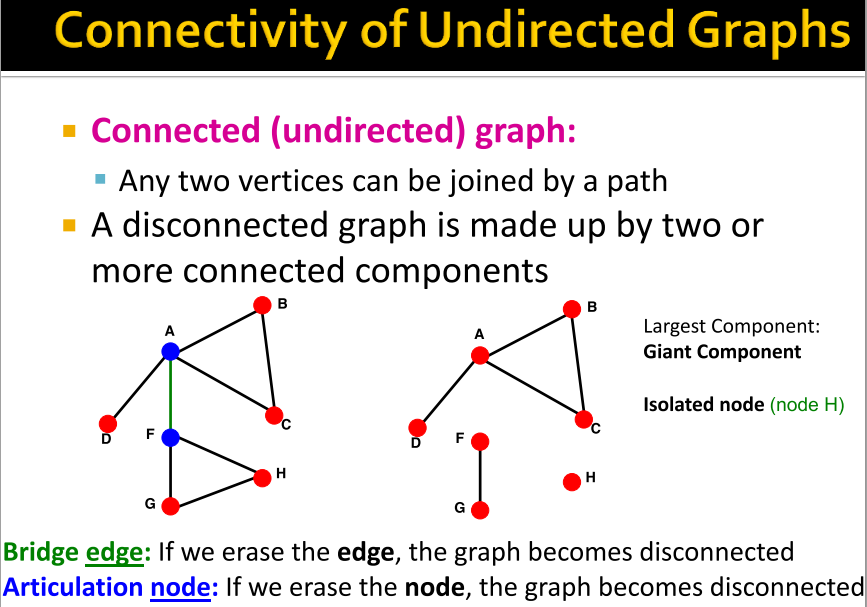 Connectivity of Undirected Graphs
Connected (undirected) graph:
Any two vertices can be joined by a path
A disconnected graph is made up by two or
more connected components
B
A
D
C
F
H
G
B
A
D
C
F
H
G
Largest Component:
Giant Component
Isolated node (node H)
Bridge edge: If we erase the edge, the graph becomes disconnected
Articulation node: If we erase the node, the graph becomes disconnected